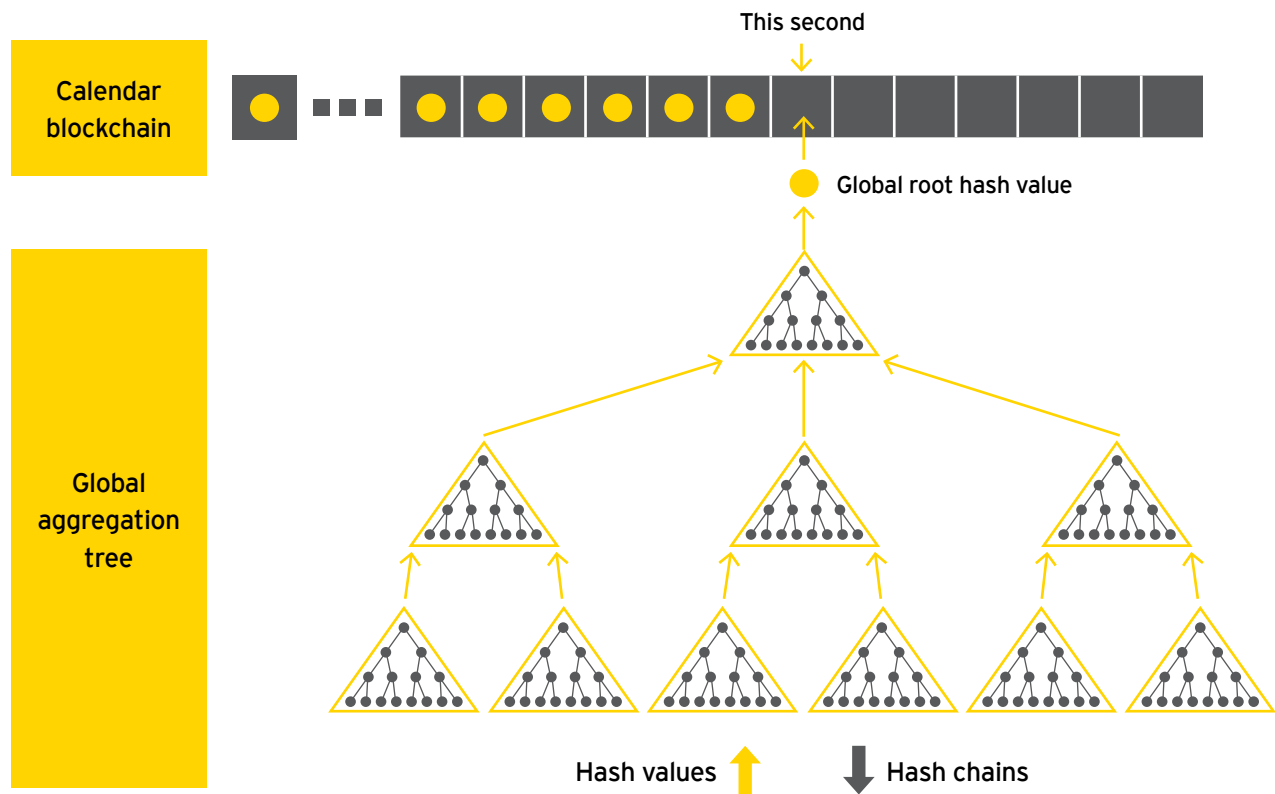 This second
Calendar
blockchain
Global root hash value
Global
aggregation
tree
Hash values
Hash chains